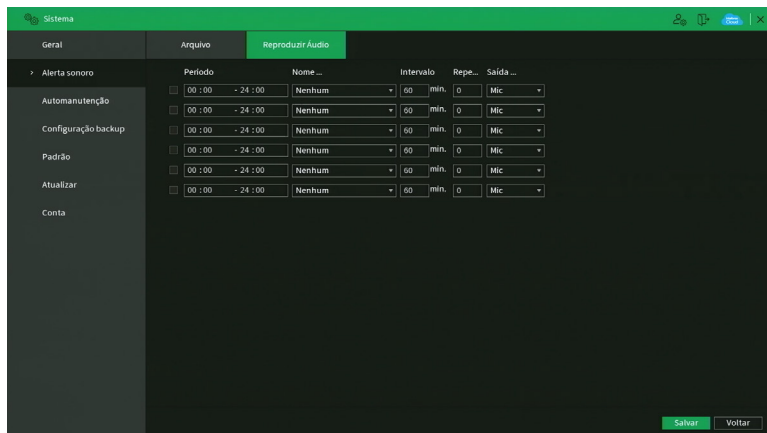 Sistema
Geral
Arquivo
Reproduzir Áudio
> Alerta sonoro
Automanutenção
Configuração backup
Padrão
Atualizar
Conta
Período Nome ... Intervalo Repe... Saída ...
00 : 00 - 24 : 00 Nenhum 60 min. 0 Mic
00 : 00 - 24 : 00 Nenhum 60 min. 0 Mic
00 : 00 - 24 : 00 Nenhum 60 min. 0 Mic
00 : 00 - 24 : 00 Nenhum 60 min. 0 Mic
00 : 00 - 24 : 00 Nenhum 60 min. 0 Mic
00 : 00 - 24 : 00 Nenhum 60 min. 0 Mic
Salvar Voltar